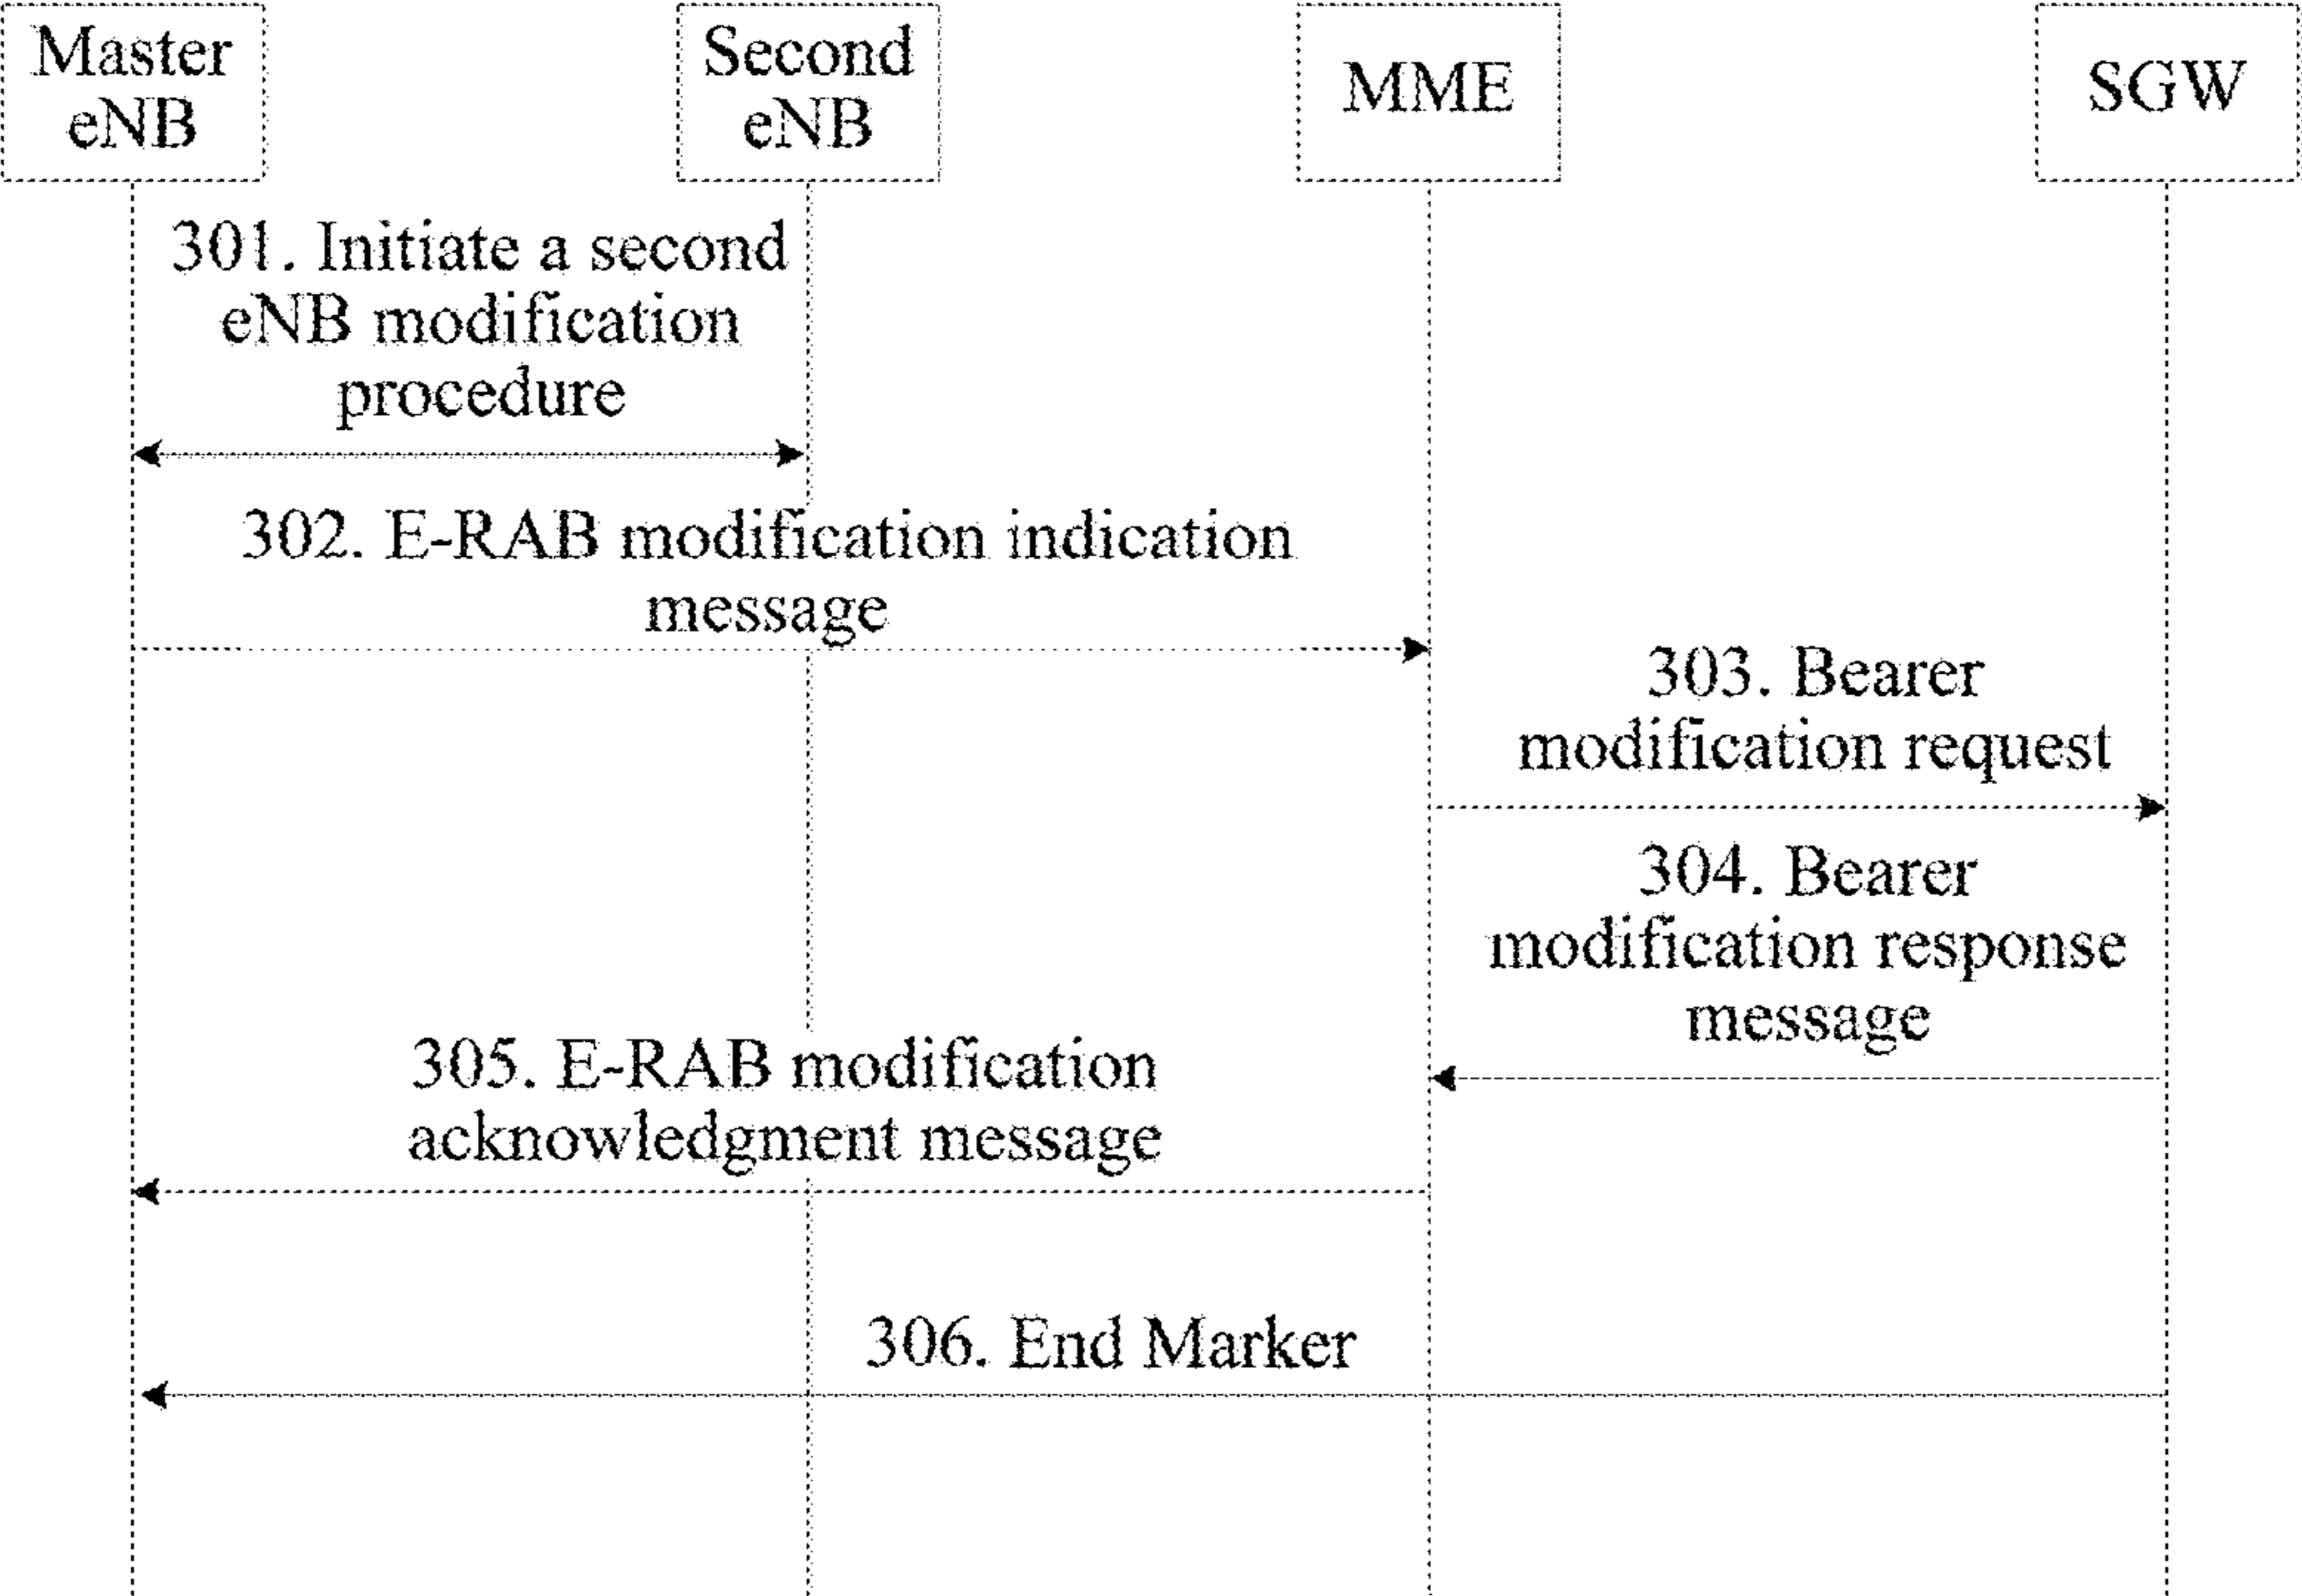 Master
eNB
Second
eNB
MME
SGW
301. Initiate a second
eNB modification
procedure
302. E-RAB modification indication
message
303. Bearer
modification request
304. Bearer
modification response
message
305. E-RAB modification
acknowledgment message
306. End Marker